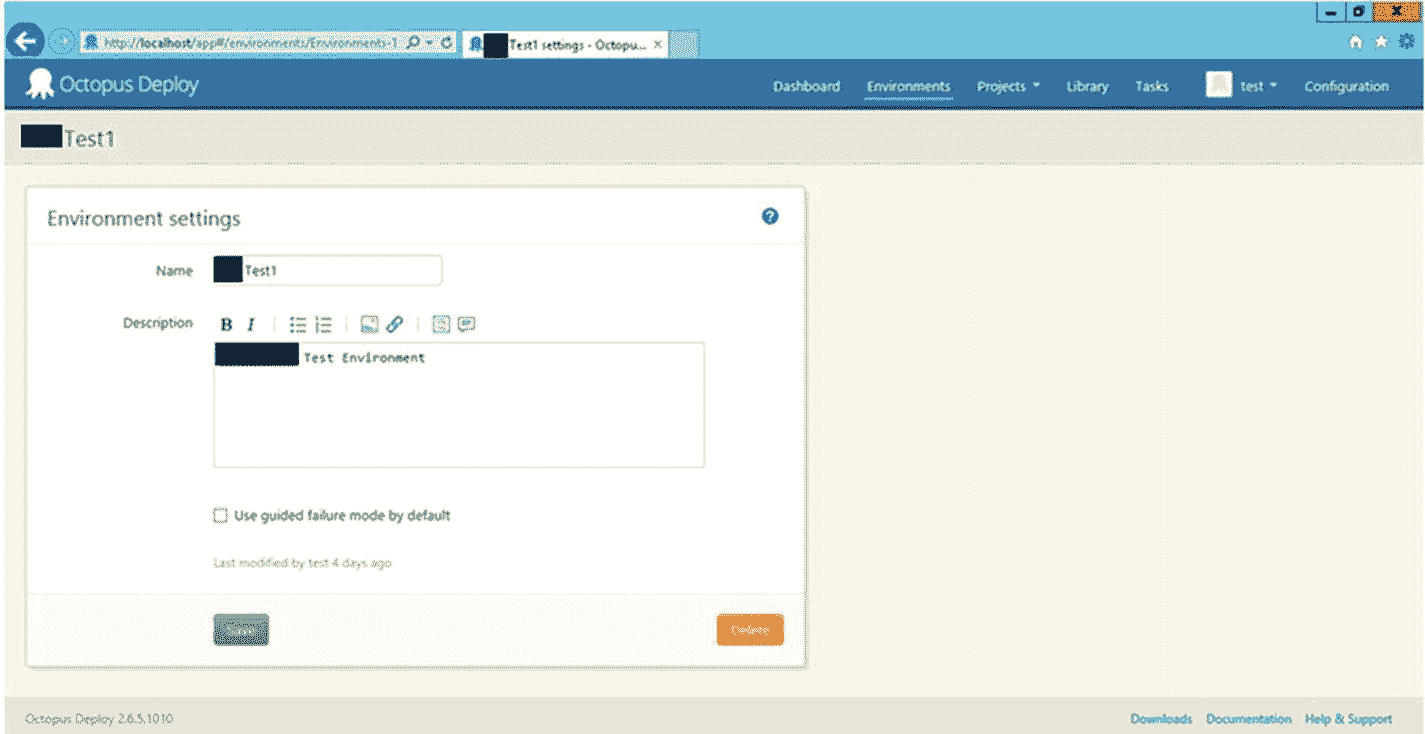 http://localhost/app#/environments/Environments-1
Test1 settings - Octopu...
Octopus Deploy
Dashboard Environments Projects Library Tasks test Configuration
Test1
Environment settings
Name Test1
Description B I
Test Environment
Use guided failure mode by default
Last modified by test 4 days ago
Save Delete
Octopus Deploy 2.6.5.1010
Downloads Documentation Help & Support